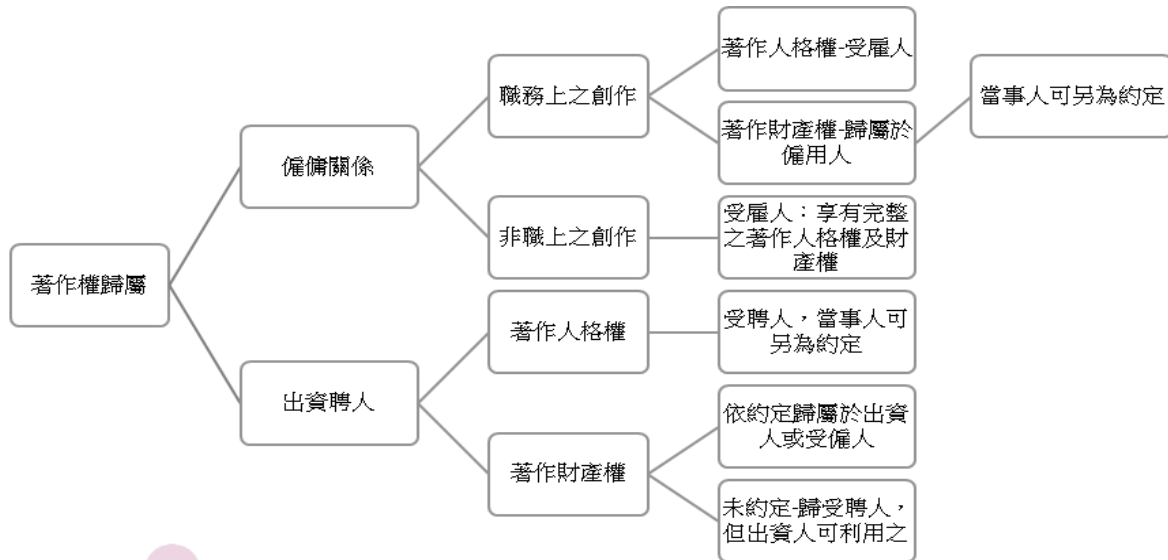 著作權歸屬
僱傭關係
職務上之創作
著作人格權-受雇人
著作財產權-歸屬於
僱用人
當事人可另為約定
非職上之創作
受雇人：享有完整
之著作人格權及財
產權
出資聘人
著作人格權
受聘人，當事人可
另為約定
著作財產權
依約定歸屬於出資
人或受僱人
未約定-歸受聘人，
但出資人可利用之